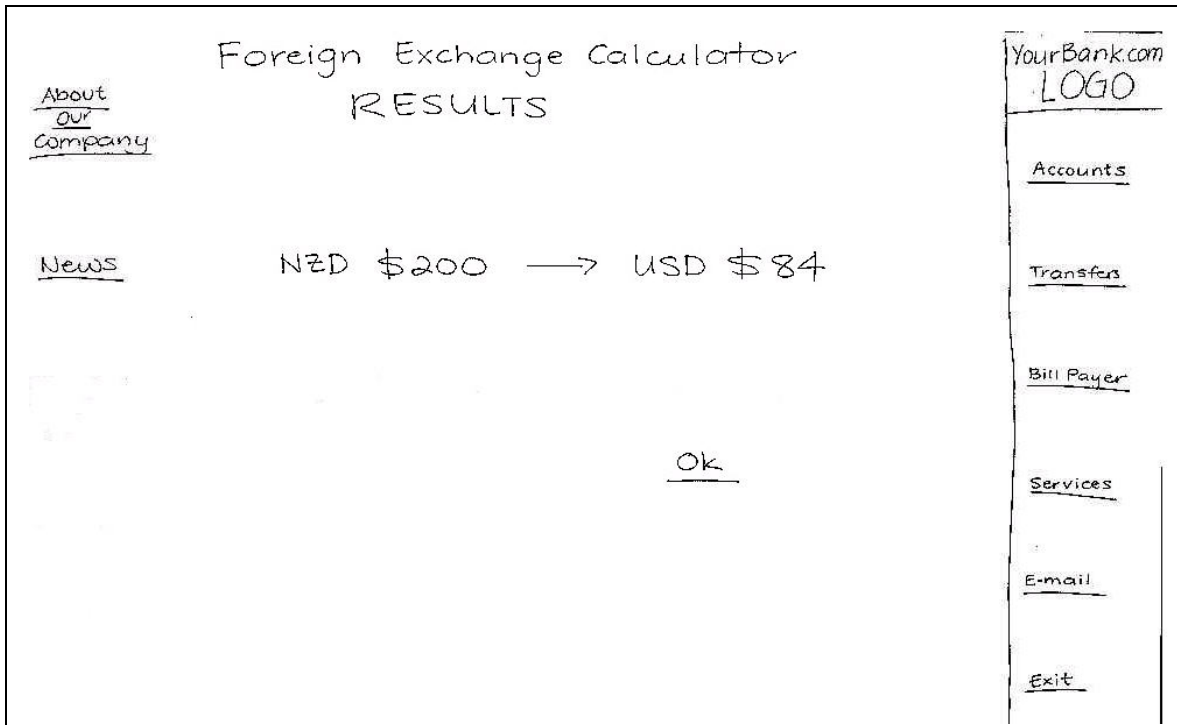 Foreign Exchange Calculator
RESULTS
About
our
company
News
NZD $200 → USD $84
Ok
YourBank.com
LOGO
Accounts
Transfers
Bill Payer
Services
E-mail
Exit